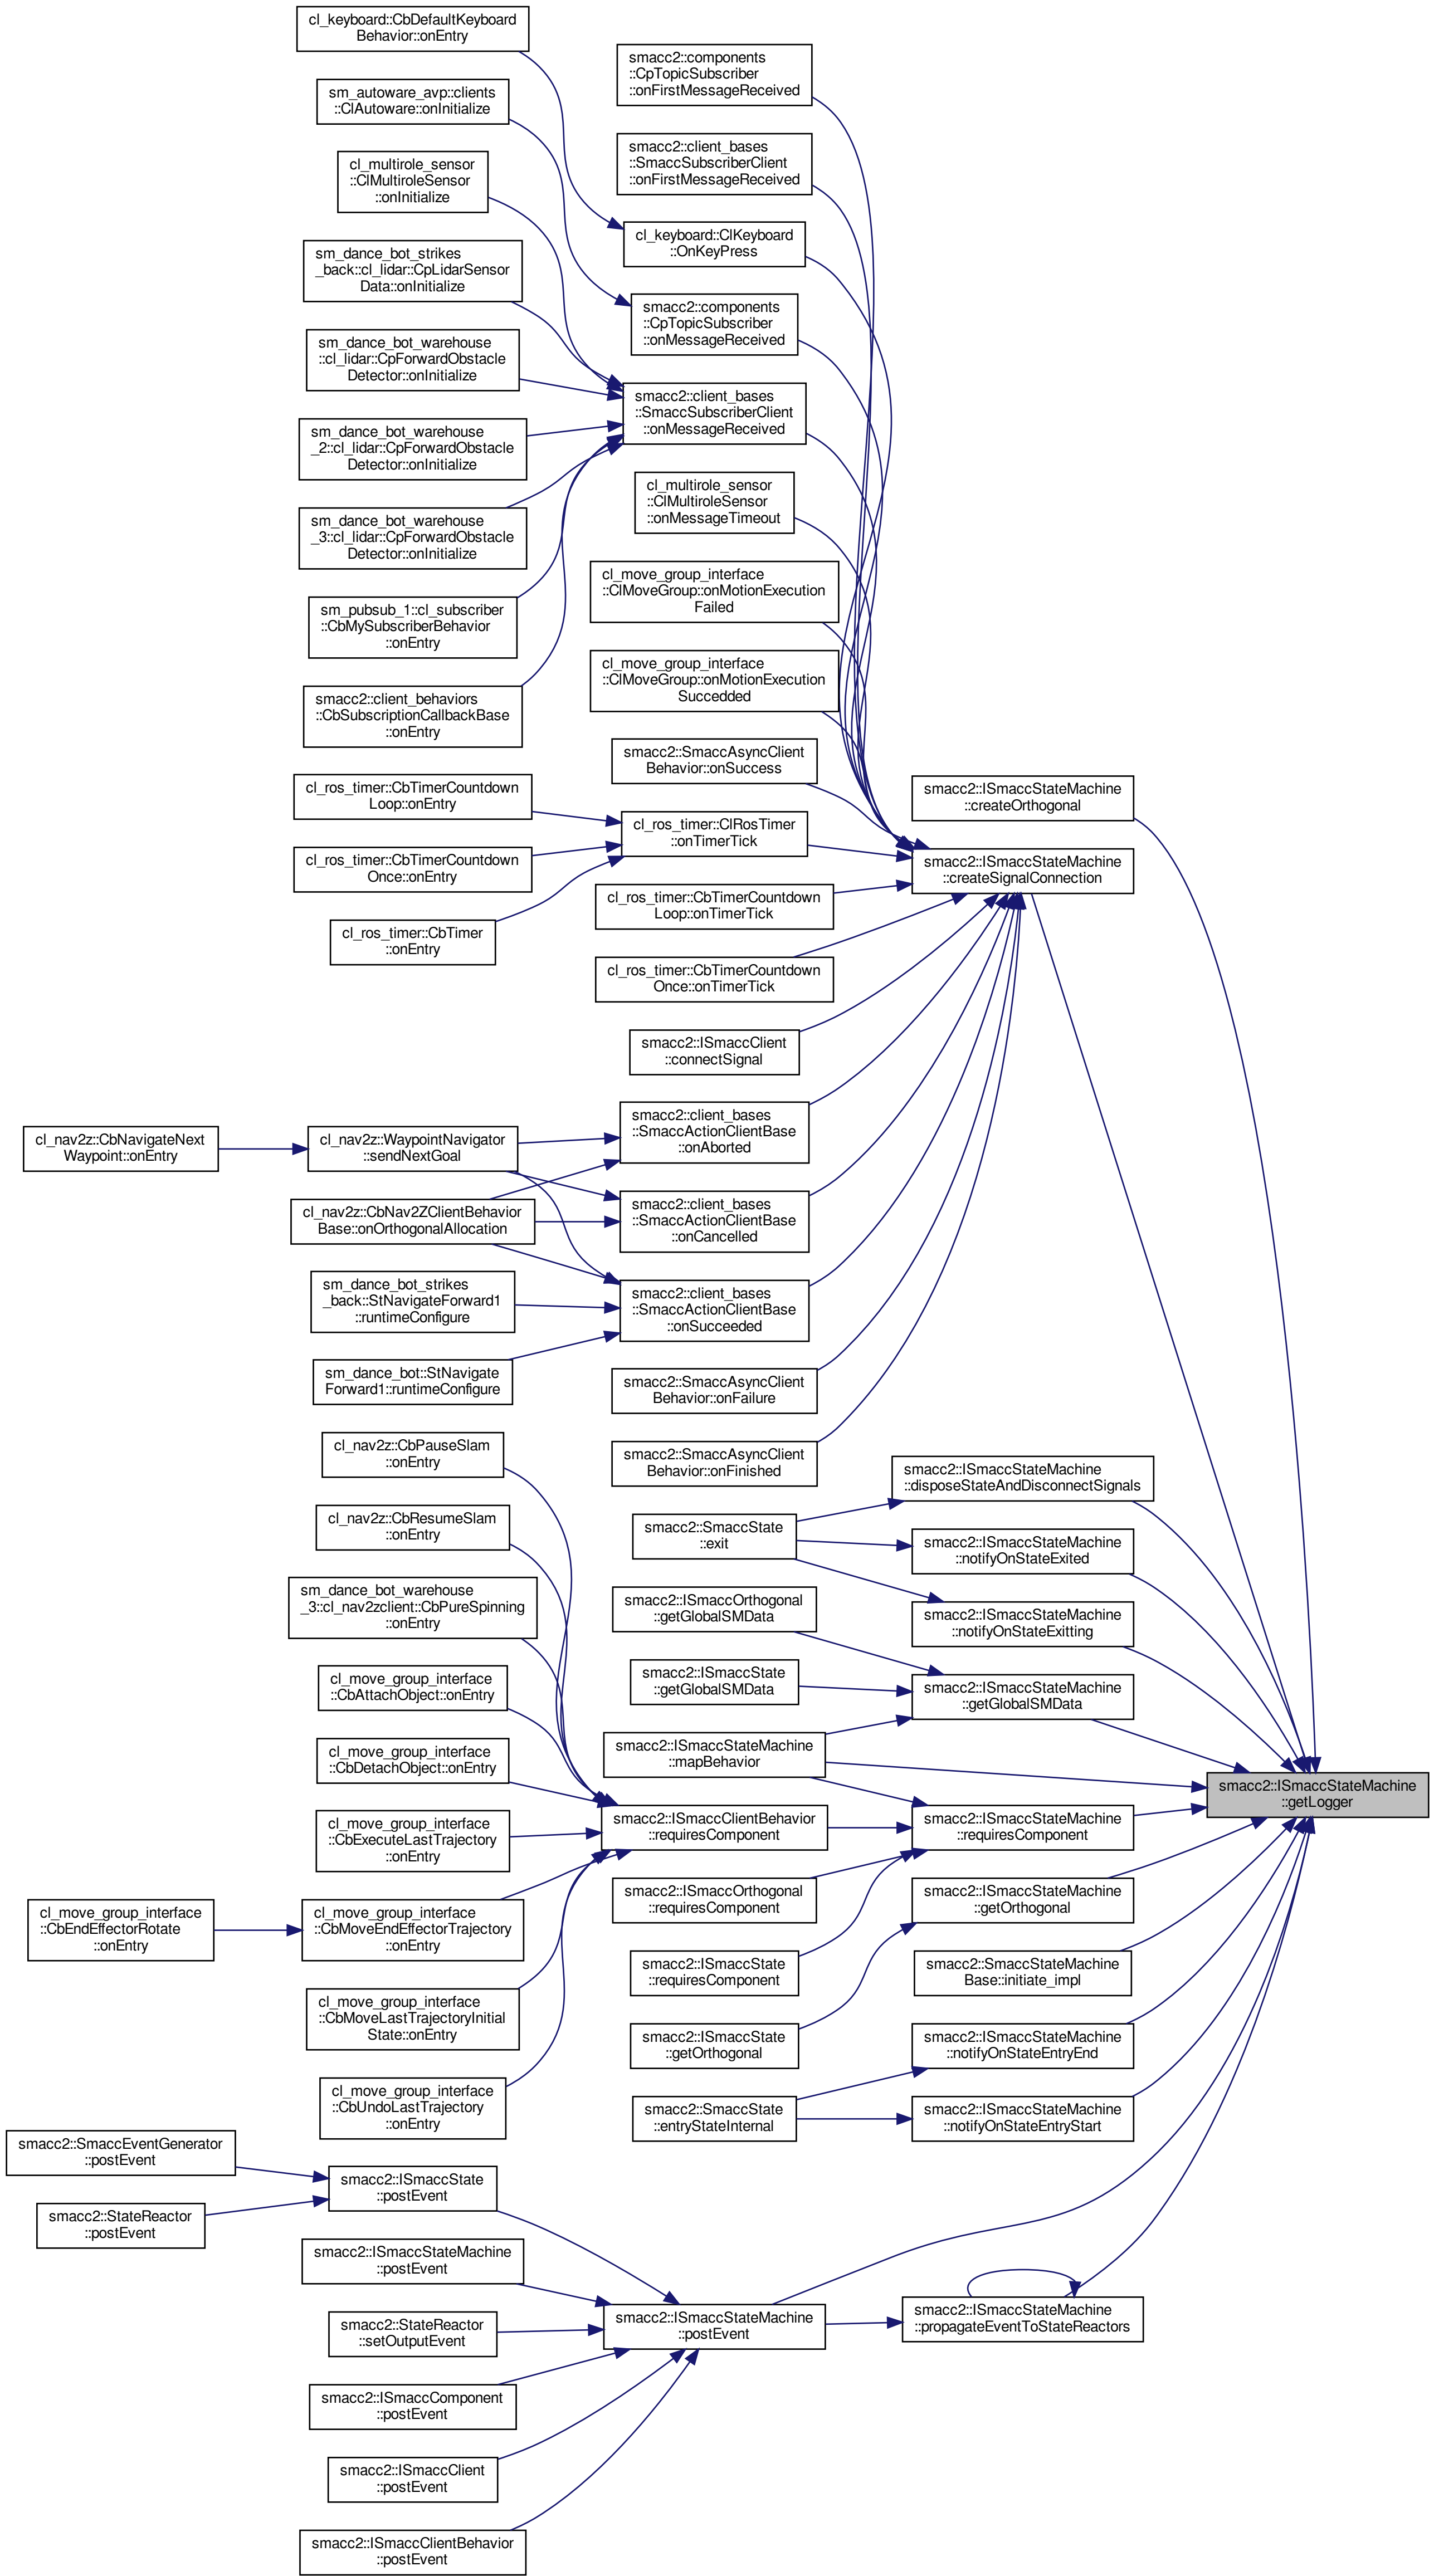 cl_keyboard::CbDefaultKeyboard
Behavior::onEntry
sm_autoware_avp::clients
::ClAutoware::onInitialize
cl_multirole_sensor
::ClMultiroleSensor
::onInitialize
sm_dance_bot_strikes
_back::cl_lidar::CpLidarSensor
Data::onInitialize
sm_dance_bot_warehouse
::cl_lidar::CpForwardObstacle
Detector::onInitialize
sm_dance_bot_warehouse
_2::cl_lidar::CpForwardObstacle
Detector::onInitialize
sm_dance_bot_warehouse
_3::cl_lidar::CpForwardObstacle
Detector::onInitialize
sm_pubsub_1::cl_subscriber
::CbMySubscriberBehavior
::onEntry
smacc2::client_behaviors
::CbSubscriptionCallbackBase
::onEntry
cl_ros_timer::CbTimerCountdown
Loop::onEntry
cl_ros_timer::CbTimerCountdown
Once::onEntry
cl_ros_timer::CbTimer
::onEntry
cl_nav2z::CbNavigateNext
Waypoint::onEntry
cl_nav2z::WaypointNavigator
::sendNextGoal
cl_nav2z::CbNav2ZClientBehavior
Base::onOrthogonalAllocation
sm_dance_bot_strikes
_back::StNavigateForward1
::runtimeConfigure
sm_dance_bot::StNavigate
Forward1::runtimeConfigure
cl_nav2z::CbPauseSlam
::onEntry
cl_nav2z::CbResumeSlam
::onEntry
sm_dance_bot_warehouse
_3::cl_nav2zclient::CbPureSpinning
::onEntry
cl_move_group_interface
::CbAttachObject::onEntry
cl_move_group_interface
::CbDetachObject::onEntry
cl_move_group_interface
::CbExecuteLastTrajectory
::onEntry
cl_move_group_interface
::CbEndEffectorRotate
::onEntry
cl_move_group_interface
::CbMoveEndEffectorTrajectory
::onEntry
cl_move_group_interface
::CbMoveLastTrajectoryInitial
State::onEntry
cl_move_group_interface
::CbUndoLastTrajectory
::onEntry
smacc2::SmaccEventGenerator
::postEvent
smacc2::StateReactor
::postEvent
smacc2::ISmaccState
::postEvent
smacc2::ISmaccStateMachine
::postEvent
smacc2::StateReactor
::setOutputEvent
smacc2::ISmaccComponent
::postEvent
smacc2::ISmaccClient
::postEvent
smacc2::ISmaccClientBehavior
::postEvent
smacc2::components
::CpTopicSubscriber
::onFirstMessageReceived
smacc2::client_bases
::SmaccSubscriberClient
::onFirstMessageReceived
cl_keyboard::ClKeyboard
::OnKeyPress
smacc2::components
::CpTopicSubscriber
::onMessageReceived
smacc2::client_bases
::SmaccSubscriberClient
::onMessageReceived
cl_multirole_sensor
::ClMultiroleSensor
::onMessageTimeout
cl_move_group_interface
::ClMoveGroup::onMotionExecution
Failed
cl_move_group_interface
::ClMoveGroup::onMotionExecution
Succedded
smacc2::SmaccAsyncClient
Behavior::onSuccess
cl_ros_timer::ClRosTimer
::onTimerTick
cl_ros_timer::CbTimerCountdown
Loop::onTimerTick
cl_ros_timer::CbTimerCountdown
Once::onTimerTick
smacc2::ISmaccClient
::connectSignal
smacc2::client_bases
::SmaccActionClientBase
::onAborted
smacc2::client_bases
::SmaccActionClientBase
::onCancelled
smacc2::client_bases
::SmaccActionClientBase
::onSucceeded
smacc2::SmaccAsyncClient
Behavior::onFailure
smacc2::SmaccAsyncClient
Behavior::onFinished
smacc2::SmaccState
::exit
smacc2::ISmaccOrthogonal
::getGlobalSMData
smacc2::ISmaccState
::getGlobalSMData
smacc2::ISmaccStateMachine
::mapBehavior
smacc2::ISmaccClientBehavior
::requiresComponent
smacc2::ISmaccOrthogonal
::requiresComponent
smacc2::ISmaccState
::requiresComponent
smacc2::ISmaccState
::getOrthogonal
smacc2::SmaccState
::entryStateInternal
smacc2::ISmaccStateMachine
::postEvent
smacc2::ISmaccStateMachine
::createOrthogonal
smacc2::ISmaccStateMachine
::createSignalConnection
smacc2::ISmaccStateMachine
::disposeStateAndDisconnectSignals
smacc2::ISmaccStateMachine
::notifyOnStateExited
smacc2::ISmaccStateMachine
::notifyOnStateExitting
smacc2::ISmaccStateMachine
::getGlobalSMData
smacc2::ISmaccStateMachine
::requiresComponent
smacc2::ISmaccStateMachine
::getOrthogonal
smacc2::SmaccStateMachine
Base::initiate_impl
smacc2::ISmaccStateMachine
::notifyOnStateEntryEnd
smacc2::ISmaccStateMachine
::notifyOnStateEntryStart
smacc2::ISmaccStateMachine
::propagateEventToStateReactors
smacc2::ISmaccStateMachine
::getLogger